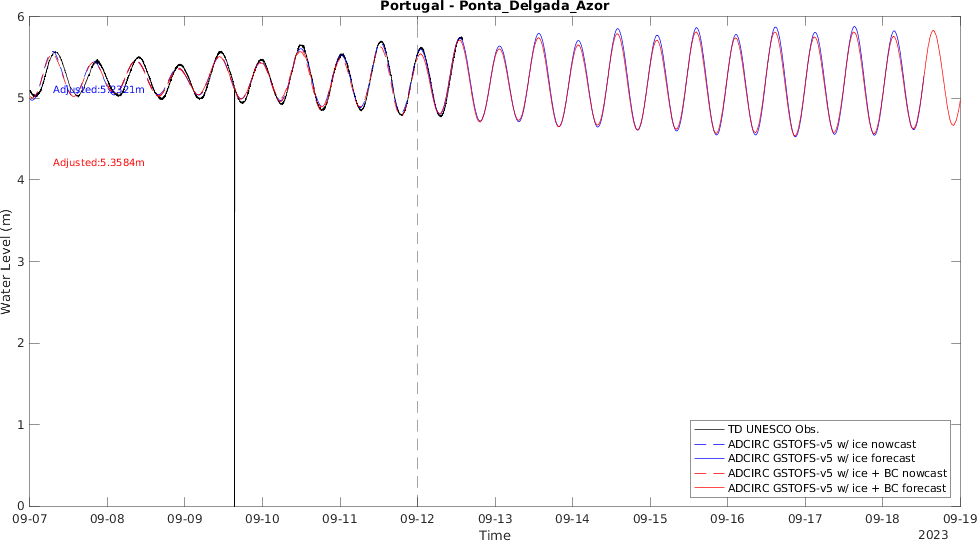 Portugal - Ponta_Delgada_Azor
6
5
4
3
2
1
0
Water Level (m)
Adjusted:5.2321m
Adjusted:5.3584m
TD UNESCO Obs.
ADCIRC GSTOFS-v5 w/ ice nowcast
ADCIRC GSTOFS-v5 w/ ice forecast
ADCIRC GSTOFS-v5 w/ ice + BC nowcast
ADCIRC GSTOFS-v5 w/ ice + BC forecast
09-07 09-08 09-09 09-10 09-11 09-12 09-13 09-14 09-15 09-16 09-17 09-18 09-19
Time
2023